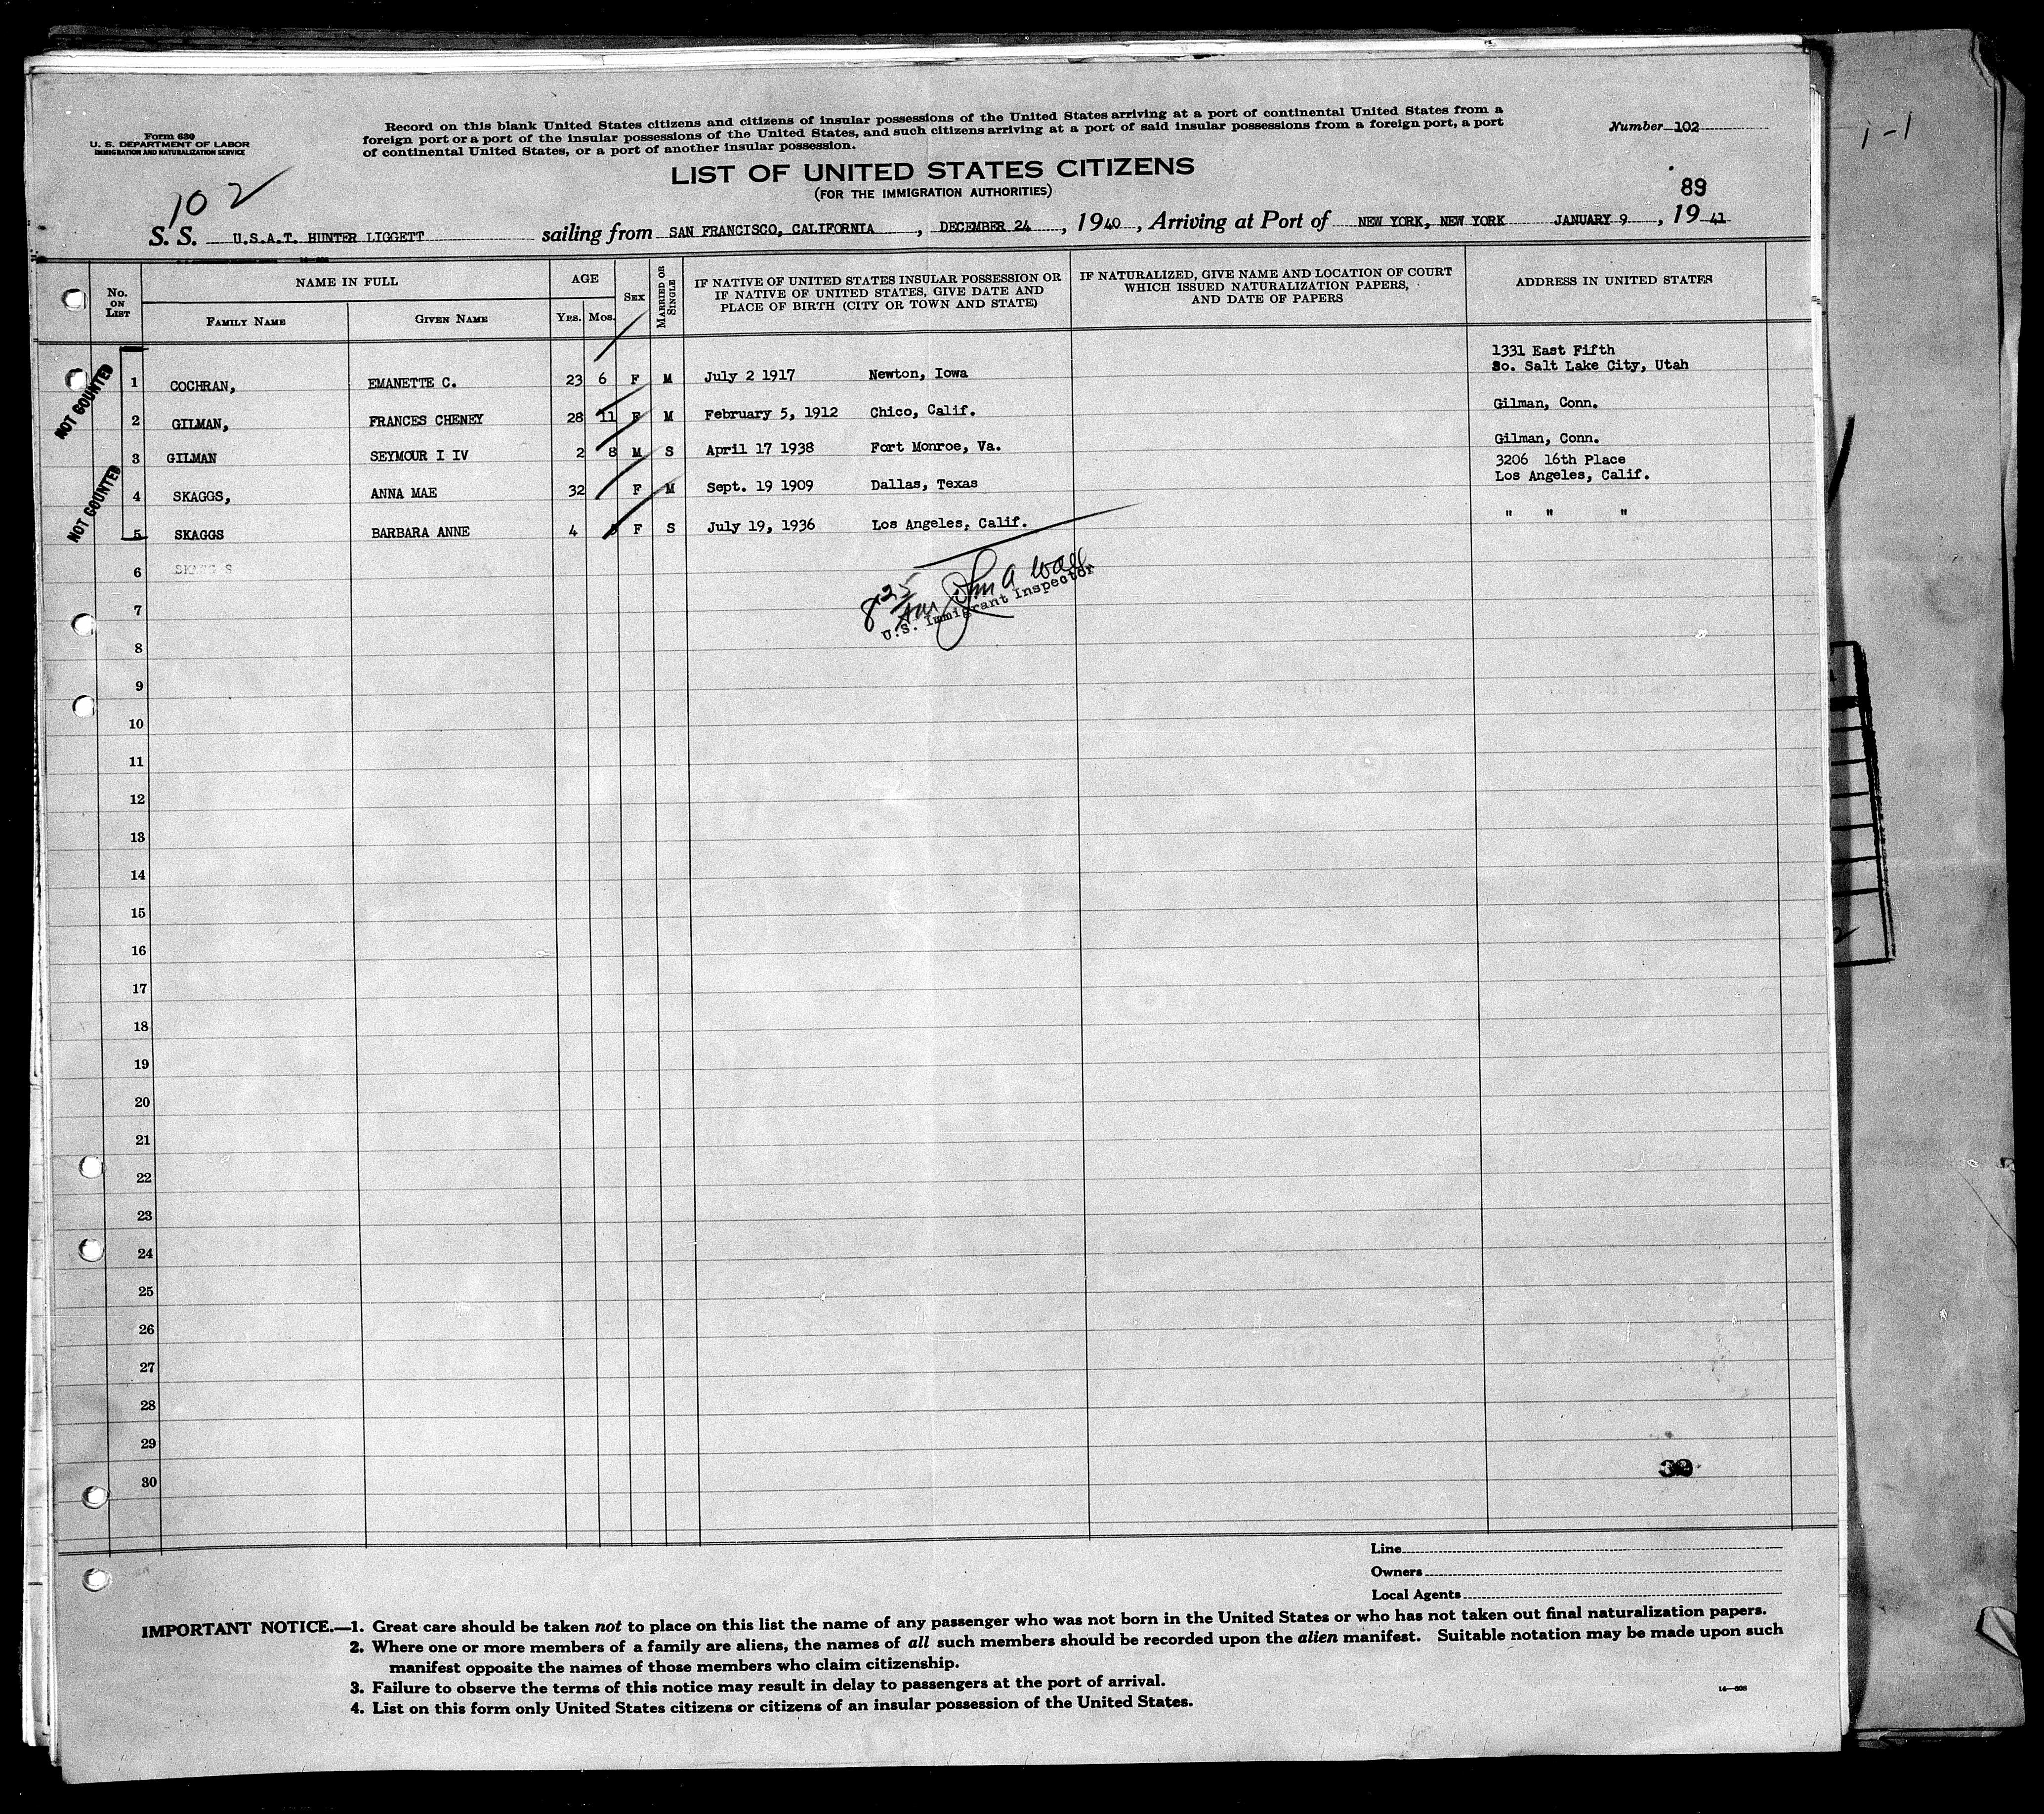 Form 630
U. S. DEPARTMENT OF LABOR
IMMIGRATION AND NATURALIZATION SERVICE
Record on this blank United States citizens and citizens of insular possessions of the United States arriving at a port of continental United States from a
foreign port or a port of the insular possessions of the United States, and such citizens arriving at a port of said insular possessions from a foreign port, a port
of continental United States, or a port of another insular possession.
Number 102
1-1
LIST OF UNITED STATES CITIZENS
(FOR THE IMMIGRATION AUTHORITIES)
102
89
S. S. U.S.A.T. HUNTER LIGGETT sailing from SAN FRANCISCO, CALIFORNIA, DECEMBER 24, 1940, Arriving at Port of NEW YORK, NEW YORK JANUARY 9, 1941
No. ON LIST
NAME IN FULL
FAMILY NAME GIVEN NAME
AGE
YRS. MOS.
SEX
MARRIED OR SINGLE
IF NATIVE OF UNITED STATES INSULAR POSSESSION OR
IF NATIVE OF UNITED STATES, GIVE DATE AND
PLACE OF BIRTH (CITY OR TOWN AND STATE)
IF NATURALIZED, GIVE NAME AND LOCATION OF COURT
WHICH ISSUED NATURALIZATION PAPERS,
AND DATE OF PAPERS
ADDRESS IN UNITED STATES
NOT COUNTED
NOT COUNTED
1331 East Fifth
1 COCHRAN, EMANETTE C. 23 6 F M July 2 1917 Newton, Iowa So. Salt Lake City, Utah
2 GILMAN, FRANCES CHENEY 28 11 F M February 5, 1912 Chico, Calif. Gilman, Conn.
3 GILMAN SEYMOUR I IV 2 8 M S April 17 1938 Fort Monroe, Va. Gilman, Conn.
3206 16th Place
4 SKAGGS, ANNA MAE 32 F M Sept. 19 1909 Dallas, Texas Los Angeles, Calif.
5 SKAGGS BARBARA ANNE 4 F S July 19, 1936 Los Angeles, Calif. " " "
6 SKAGG S
John A Wall
U.S. Immigrant Inspector
7
8
9
10
11
12
13
14
15
16
17
18
19
20
21
22
23
24
25
26
27
28
29
30
Line
Owners
Local Agents
IMPORTANT NOTICE.—1. Great care should be taken not to place on this list the name of any passenger who was not born in the United States or who has not taken out final naturalization papers.
2. Where one or more members of a family are aliens, the names of all such members should be recorded upon the alien manifest. Suitable notation may be made upon such
manifest opposite the names of those members who claim citizenship.
3. Failure to observe the terms of this notice may result in delay to passengers at the port of arrival.
4. List on this form only United States citizens or citizens of an insular possession of the United States.